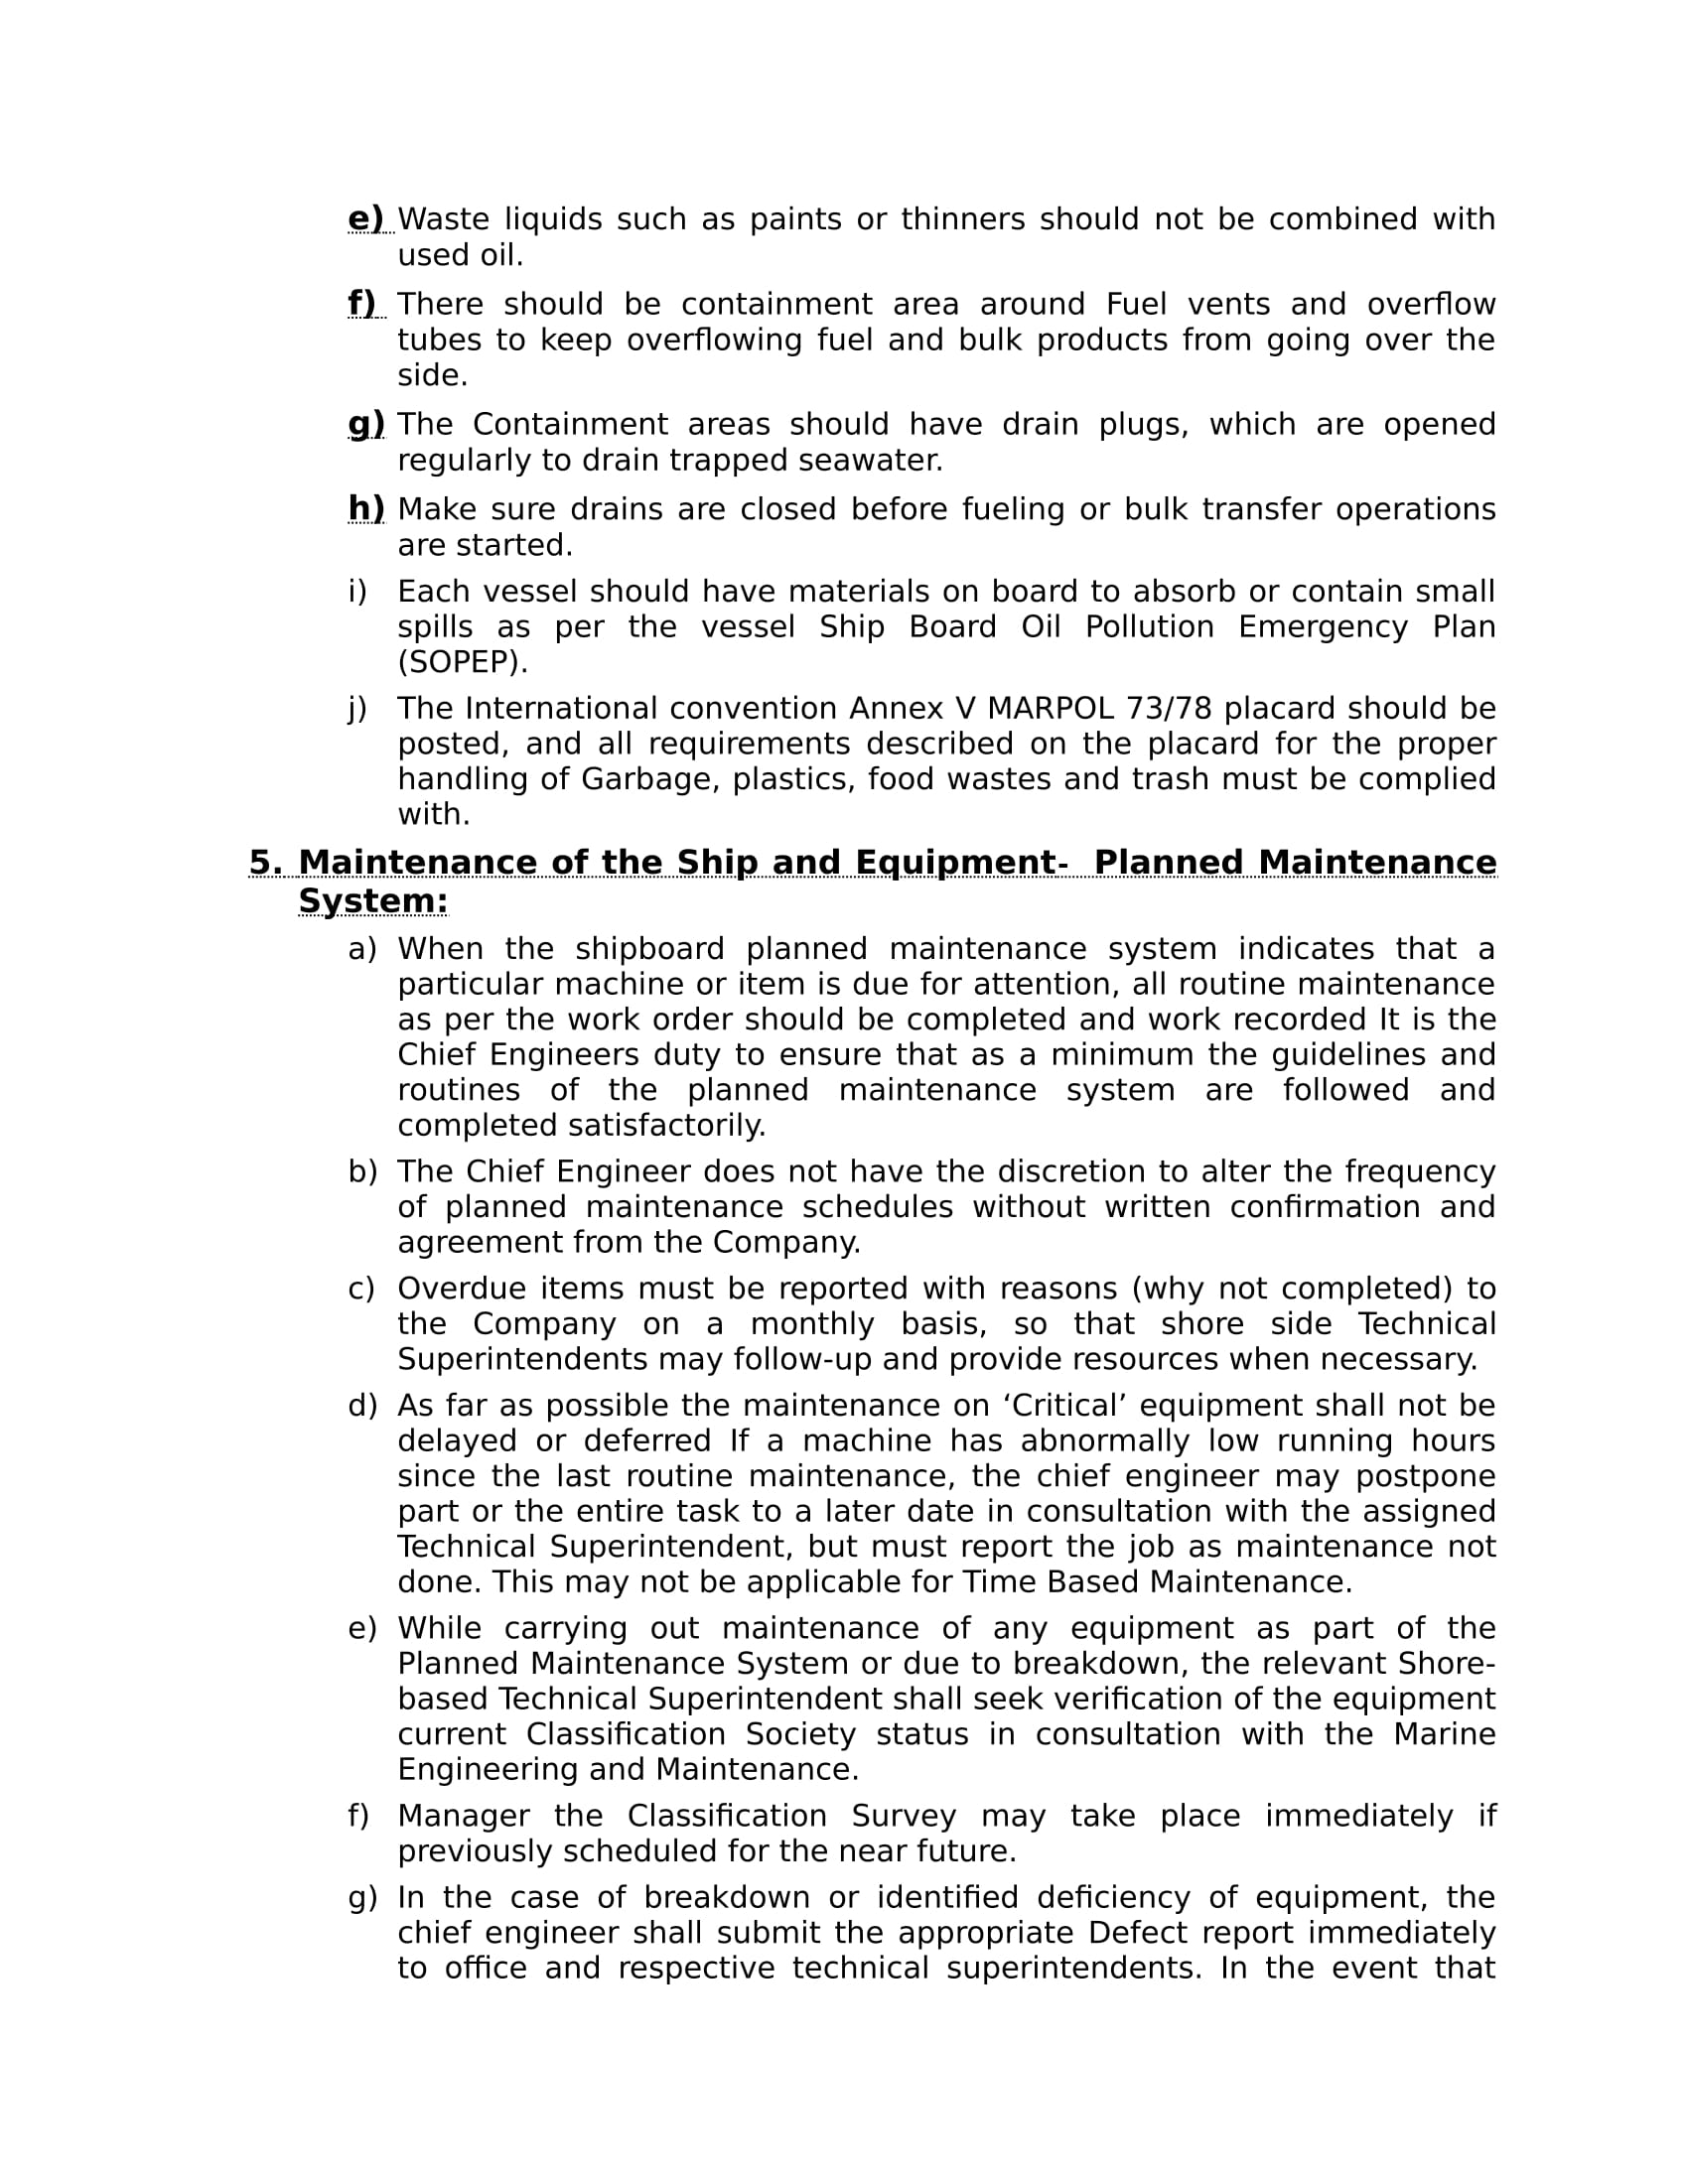 e) Waste liquids such as paints or thinners should not be combined with
used oil.
f) There should be containment area around Fuel vents and overflow
tubes to keep overflowing fuel and bulk products from going over the
side.
g) The Containment areas should have drain plugs, which are opened
regularly to drain trapped seawater.
h) Make sure drains are closed before fueling or bulk transfer operations
are started.
i) Each vessel should have materials on board to absorb or contain small
spills as per the vessel Ship Board Oil Pollution Emergency Plan
(SOPEP).
j) The International convention Annex V MARPOL 73/78 placard should be
posted, and all requirements described on the placard for the proper
handling of Garbage, plastics, food wastes and trash must be complied
with.
5. Maintenance of the Ship and Equipment- Planned Maintenance
System:
a) When the shipboard planned maintenance system indicates that a
particular machine or item is due for attention, all routine maintenance
as per the work order should be completed and work recorded It is the
Chief Engineers duty to ensure that as a minimum the guidelines and
routines of the planned maintenance system are followed and
completed satisfactorily.
b) The Chief Engineer does not have the discretion to alter the frequency
of planned maintenance schedules without written confirmation and
agreement from the Company.
c) Overdue items must be reported with reasons (why not completed) to
the Company on a monthly basis, so that shore side Technical
Superintendents may follow-up and provide resources when necessary.
d) As far as possible the maintenance on ‘Critical’ equipment shall not be
delayed or deferred If a machine has abnormally low running hours
since the last routine maintenance, the chief engineer may postpone
part or the entire task to a later date in consultation with the assigned
Technical Superintendent, but must report the job as maintenance not
done. This may not be applicable for Time Based Maintenance.
e) While carrying out maintenance of any equipment as part of the
Planned Maintenance System or due to breakdown, the relevant Shore-
based Technical Superintendent shall seek verification of the equipment
current Classification Society status in consultation with the Marine
Engineering and Maintenance.
f) Manager the Classification Survey may take place immediately if
previously scheduled for the near future.
g) In the case of breakdown or identified deficiency of equipment, the
chief engineer shall submit the appropriate Defect report immediately
to office and respective technical superintendents. In the event that